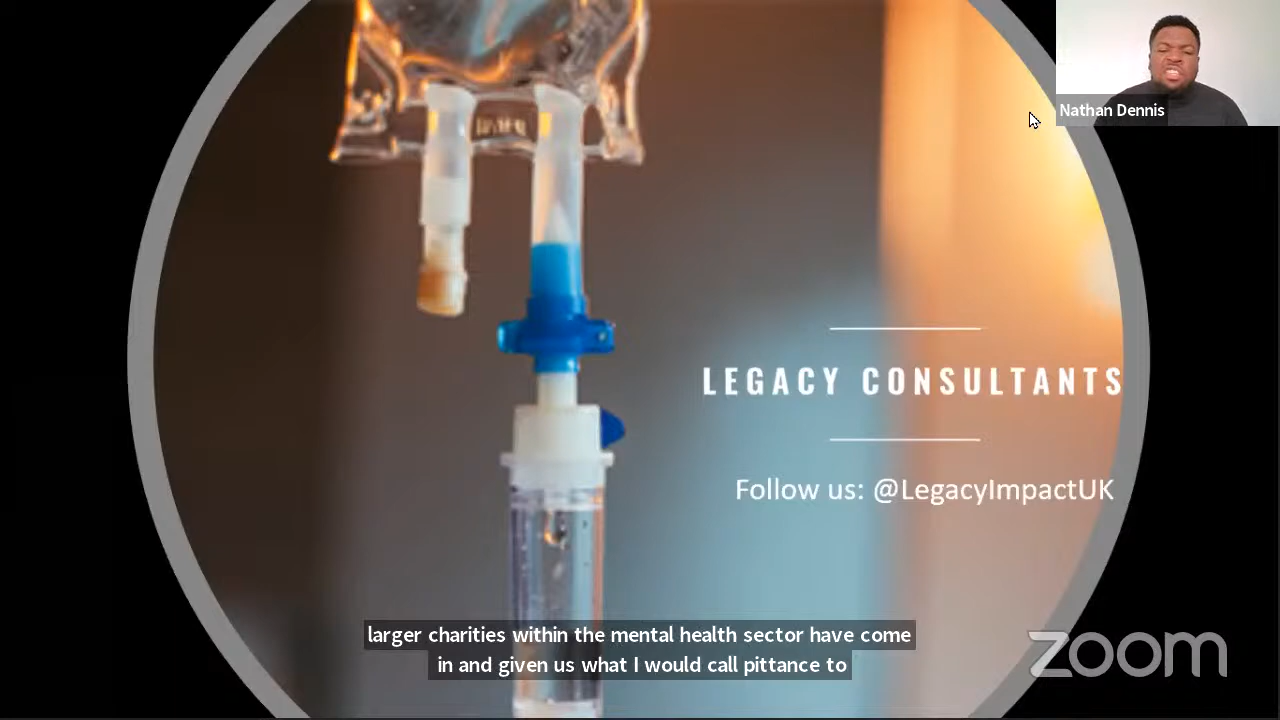 Nathan Dennis
LEGACY CONSULTANTS
Follow us: @LegacyImpactUK
larger charities within the mental health sector have come
in and given us what I would call pittance to
zoom